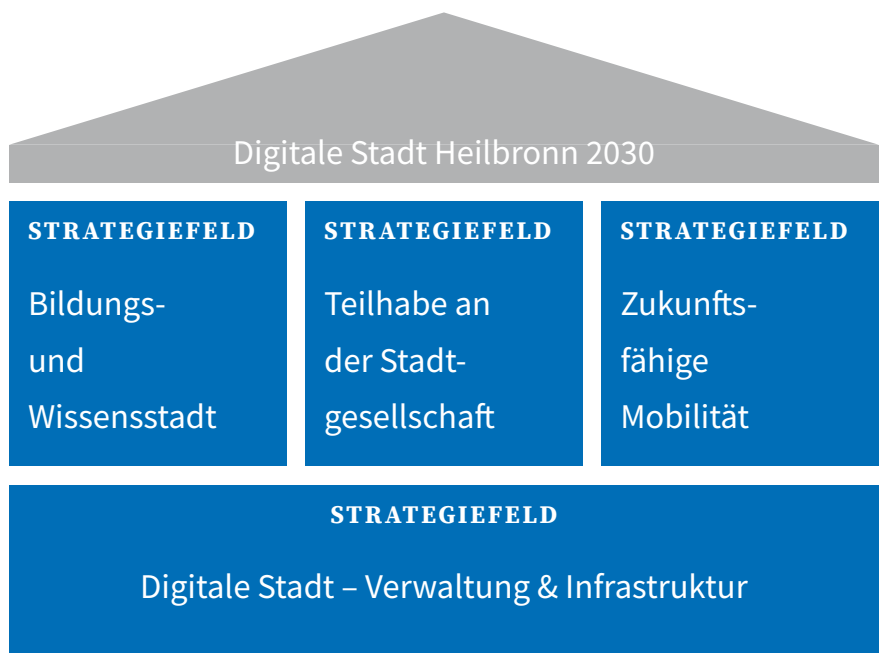 Digitale Stadt Heilbronn 2030
STRATEGIEFELD
Bildungs-
und
Wissensstadt
STRATEGIEFELD
Teilhabe an
der Stadt-
gesellschaft
STRATEGIEFELD
Zukunfts-
fähige
Mobilität
STRATEGIEFELD
Digitale Stadt – Verwaltung & Infrastruktur